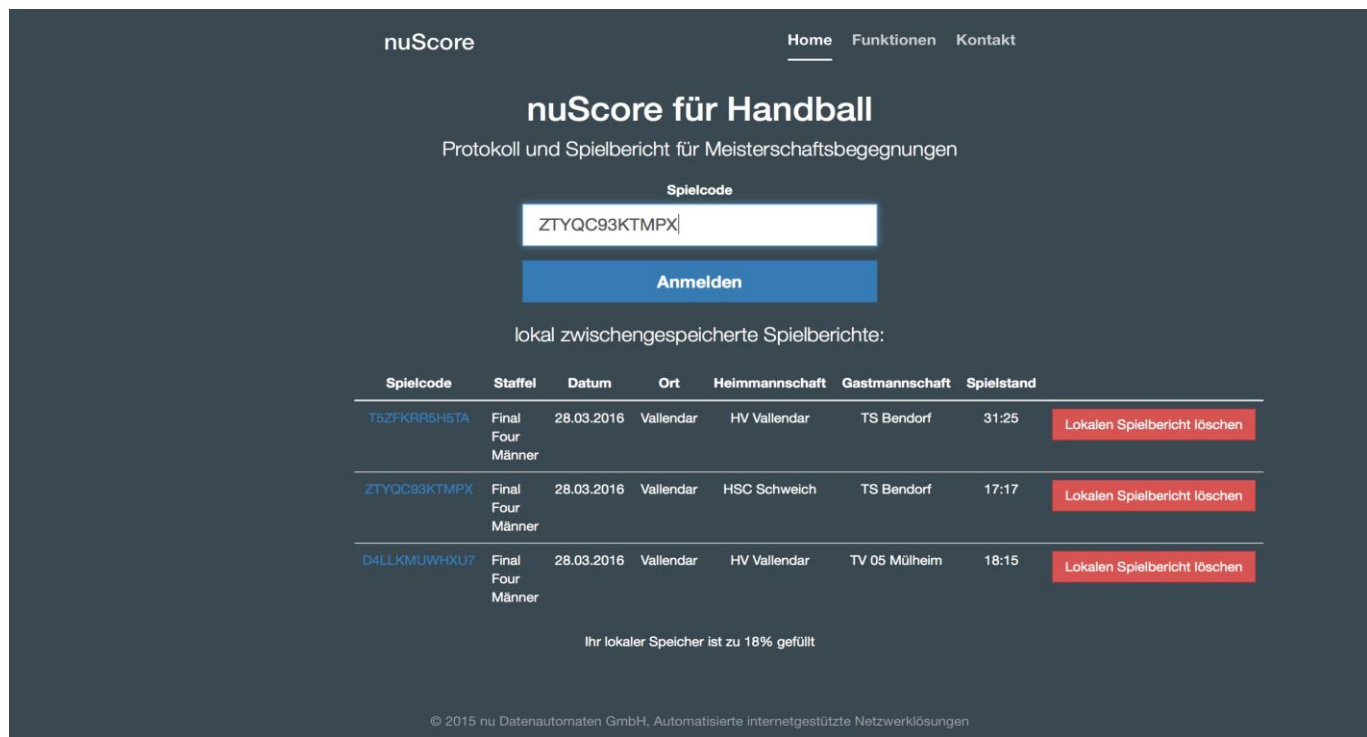 nuScore Home Funktionen Kontakt
nuScore für Handball
Protokoll und Spielbericht für Meisterschaftsbegegnungen
Spielcode
ZTYQC93KTMPX
Anmelden
lokal zwischengespeicherte Spielberichte:
Spielcode Staffel Datum Ort Heimmannschaft Gastmannschaft Spielstand
T5ZFKRR5H5TA Final Four Männer 28.03.2016 Vallendar HV Vallendar TS Bendorf 31:25 Lokalen Spielbericht löschen
ZTYQC93KTMPX Final Four Männer 28.03.2016 Vallendar HSC Schweich TS Bendorf 17:17 Lokalen Spielbericht löschen
D4LLKMUWHXU7 Final Four Männer 28.03.2016 Vallendar HV Vallendar TV 05 Mülheim 18:15 Lokalen Spielbericht löschen
Ihr lokaler Speicher ist zu 18% gefüllt
© 2015 nu Datenautomaten GmbH, Automatisierte internetgestützte Netzwerklösungen